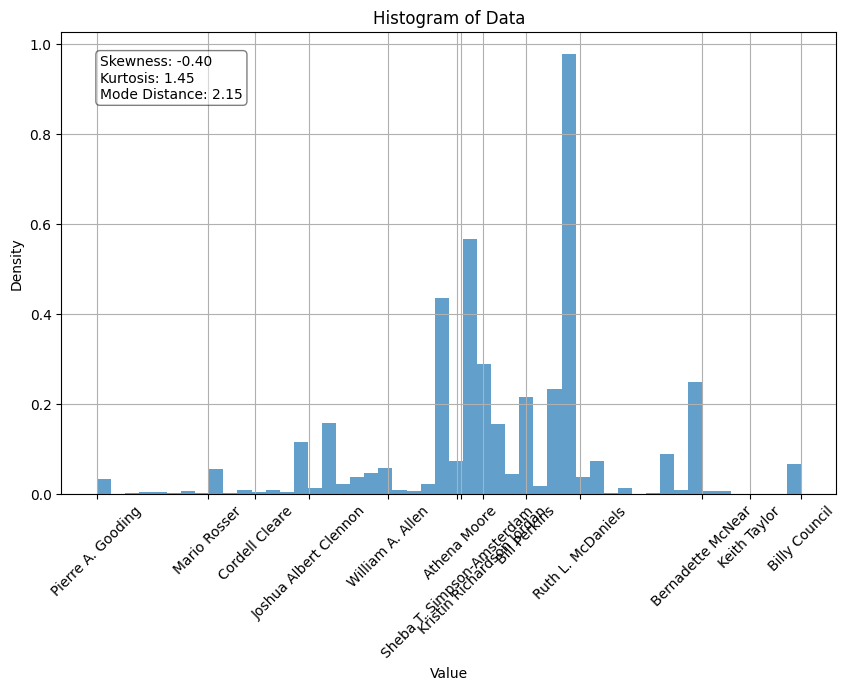 Histogram of Data
Skewness: -0.40
Kurtosis: 1.45
Mode Distance: 2.15
Density
1.0
0.8
0.6
0.4
0.2
0.0
Pierre A. Gooding
Mario Rosser
Cordell Cleare
Joshua Albert Clennon
William A. Allen
Athena Moore
Sheba T. Simpson-Amsterdam
Kristin Richardson Jordan
Bill Perkins
Ruth L. McDaniels
Bernadette McNear
Keith Taylor
Billy Council
Value